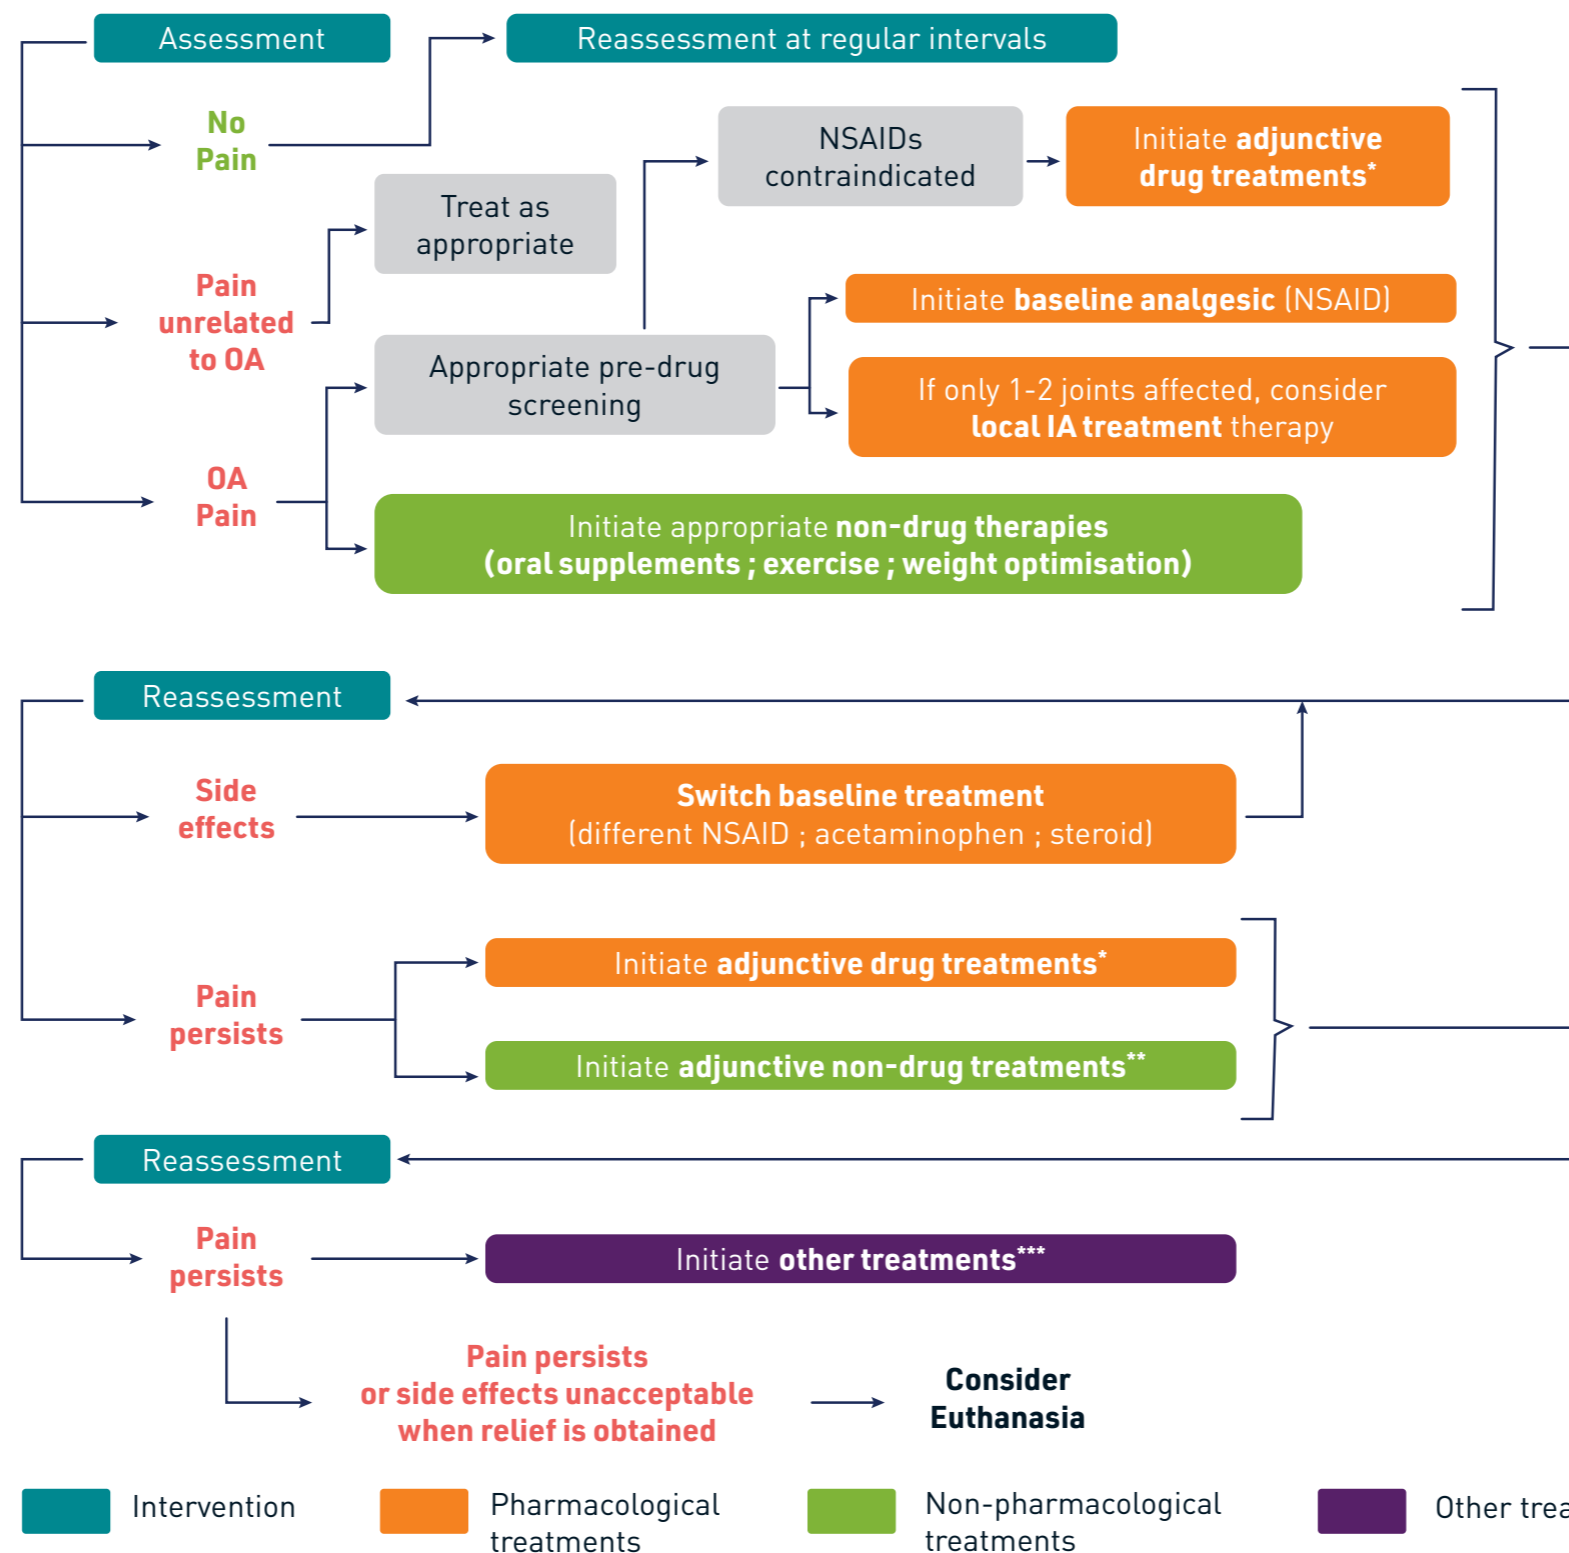 Assessment
Reassessment at regular intervals
No
Pain
NSAIDs
contraindicated
Initiate adjunctive
drug treatments*
Treat as
appropriate
Pain
unrelated
to OA
Initiate baseline analgesic (NSAID)
Appropriate pre-drug
screening
If only 1-2 joints affected, consider
local IA treatment therapy
OA
Pain
Initiate appropriate non-drug therapies
(oral supplements ; exercise ; weight optimisation)
Reassessment
Side
effects
Switch baseline treatment
(different NSAID ; acetaminophen ; steroid)
Pain
persists
Initiate adjunctive drug treatments*
Initiate adjunctive non-drug treatments**
Reassessment
Pain
persists
Initiate other treatments***
Pain persists
or side effects unacceptable
when relief is obtained
Consider
Euthanasia
Intervention
Pharmacological
treatments
Non-pharmacological
treatments
Other trea